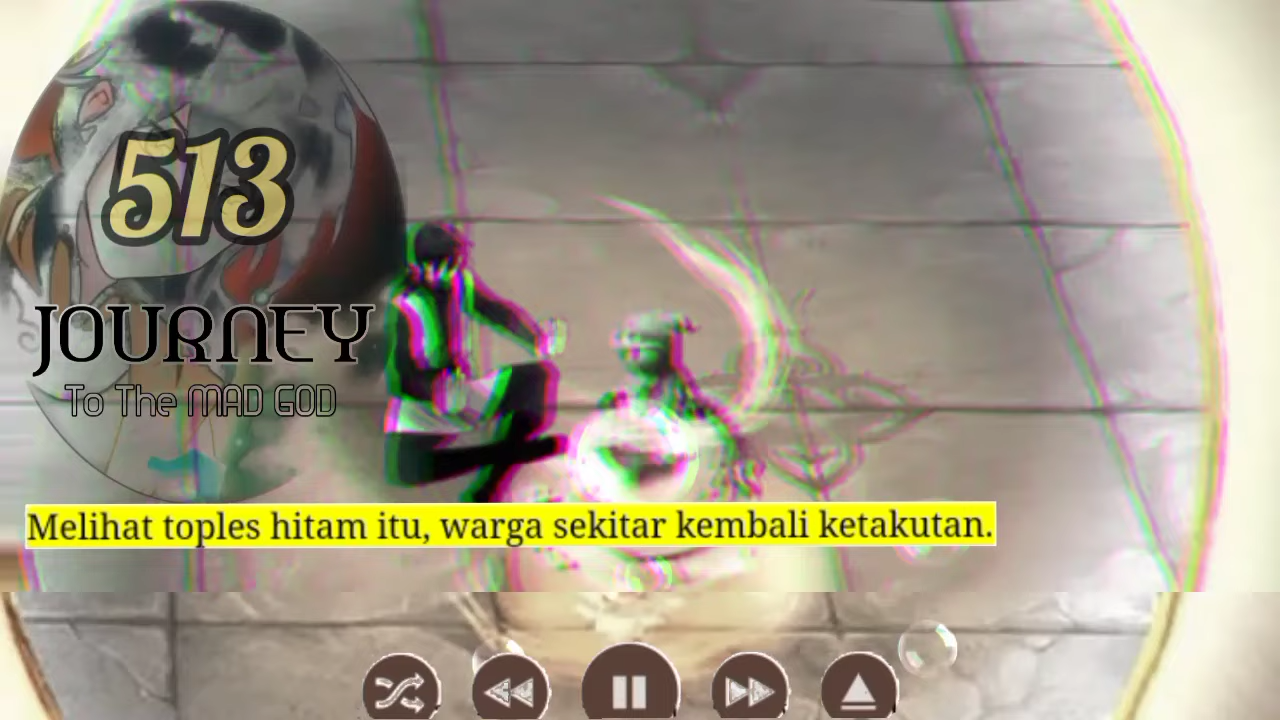 513
JOURNEY
To The MAD GOD
Melihat toples hitam itu, warga sekitar kembali ketakutan.